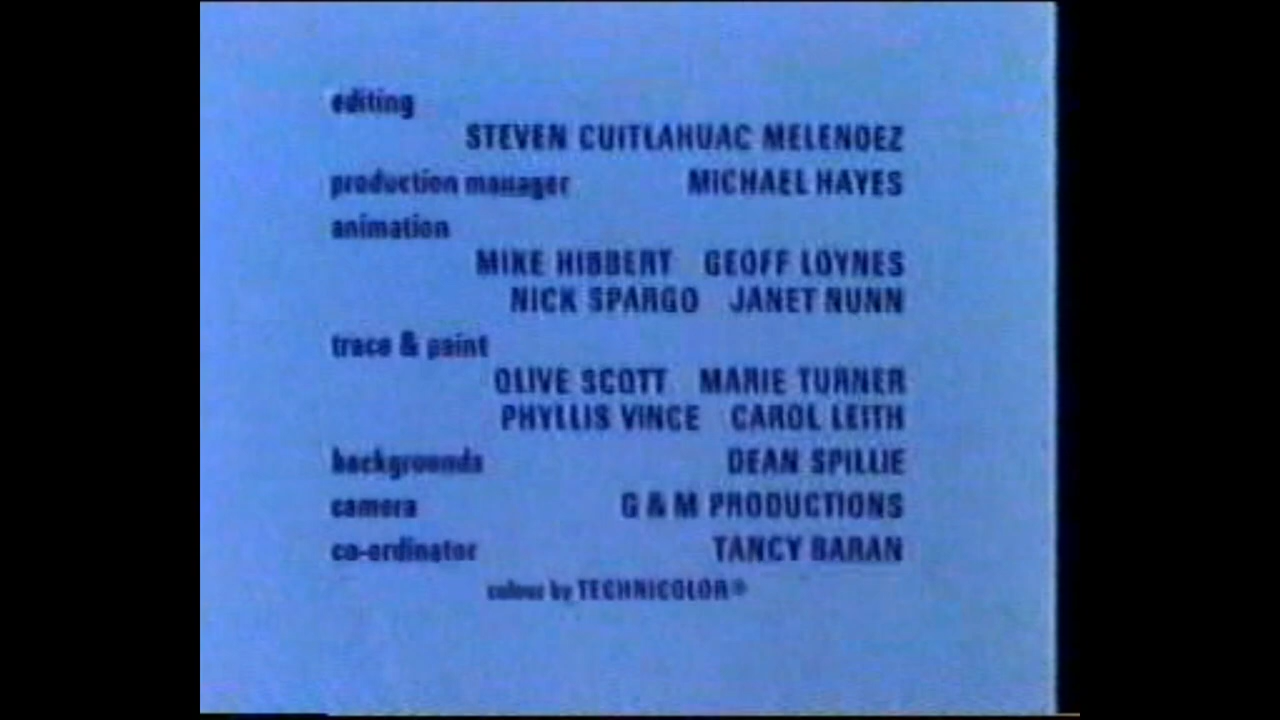 editing
STEVEN CUITLAHUAC MELENDEZ
production manager MICHAEL HAYES
animation
MIKE HIBBERT GEOFF LOYNES
NICK SPARGO JANET NUNN
trace & paint
OLIVE SCOTT MARIE TURNER
PHYLLIS VINCE CAROL LEITH
backgrounds DEAN SPILLIE
camera G & M PRODUCTIONS
co-ordinator TANCY BARAN
colour by TECHNICOLOR®